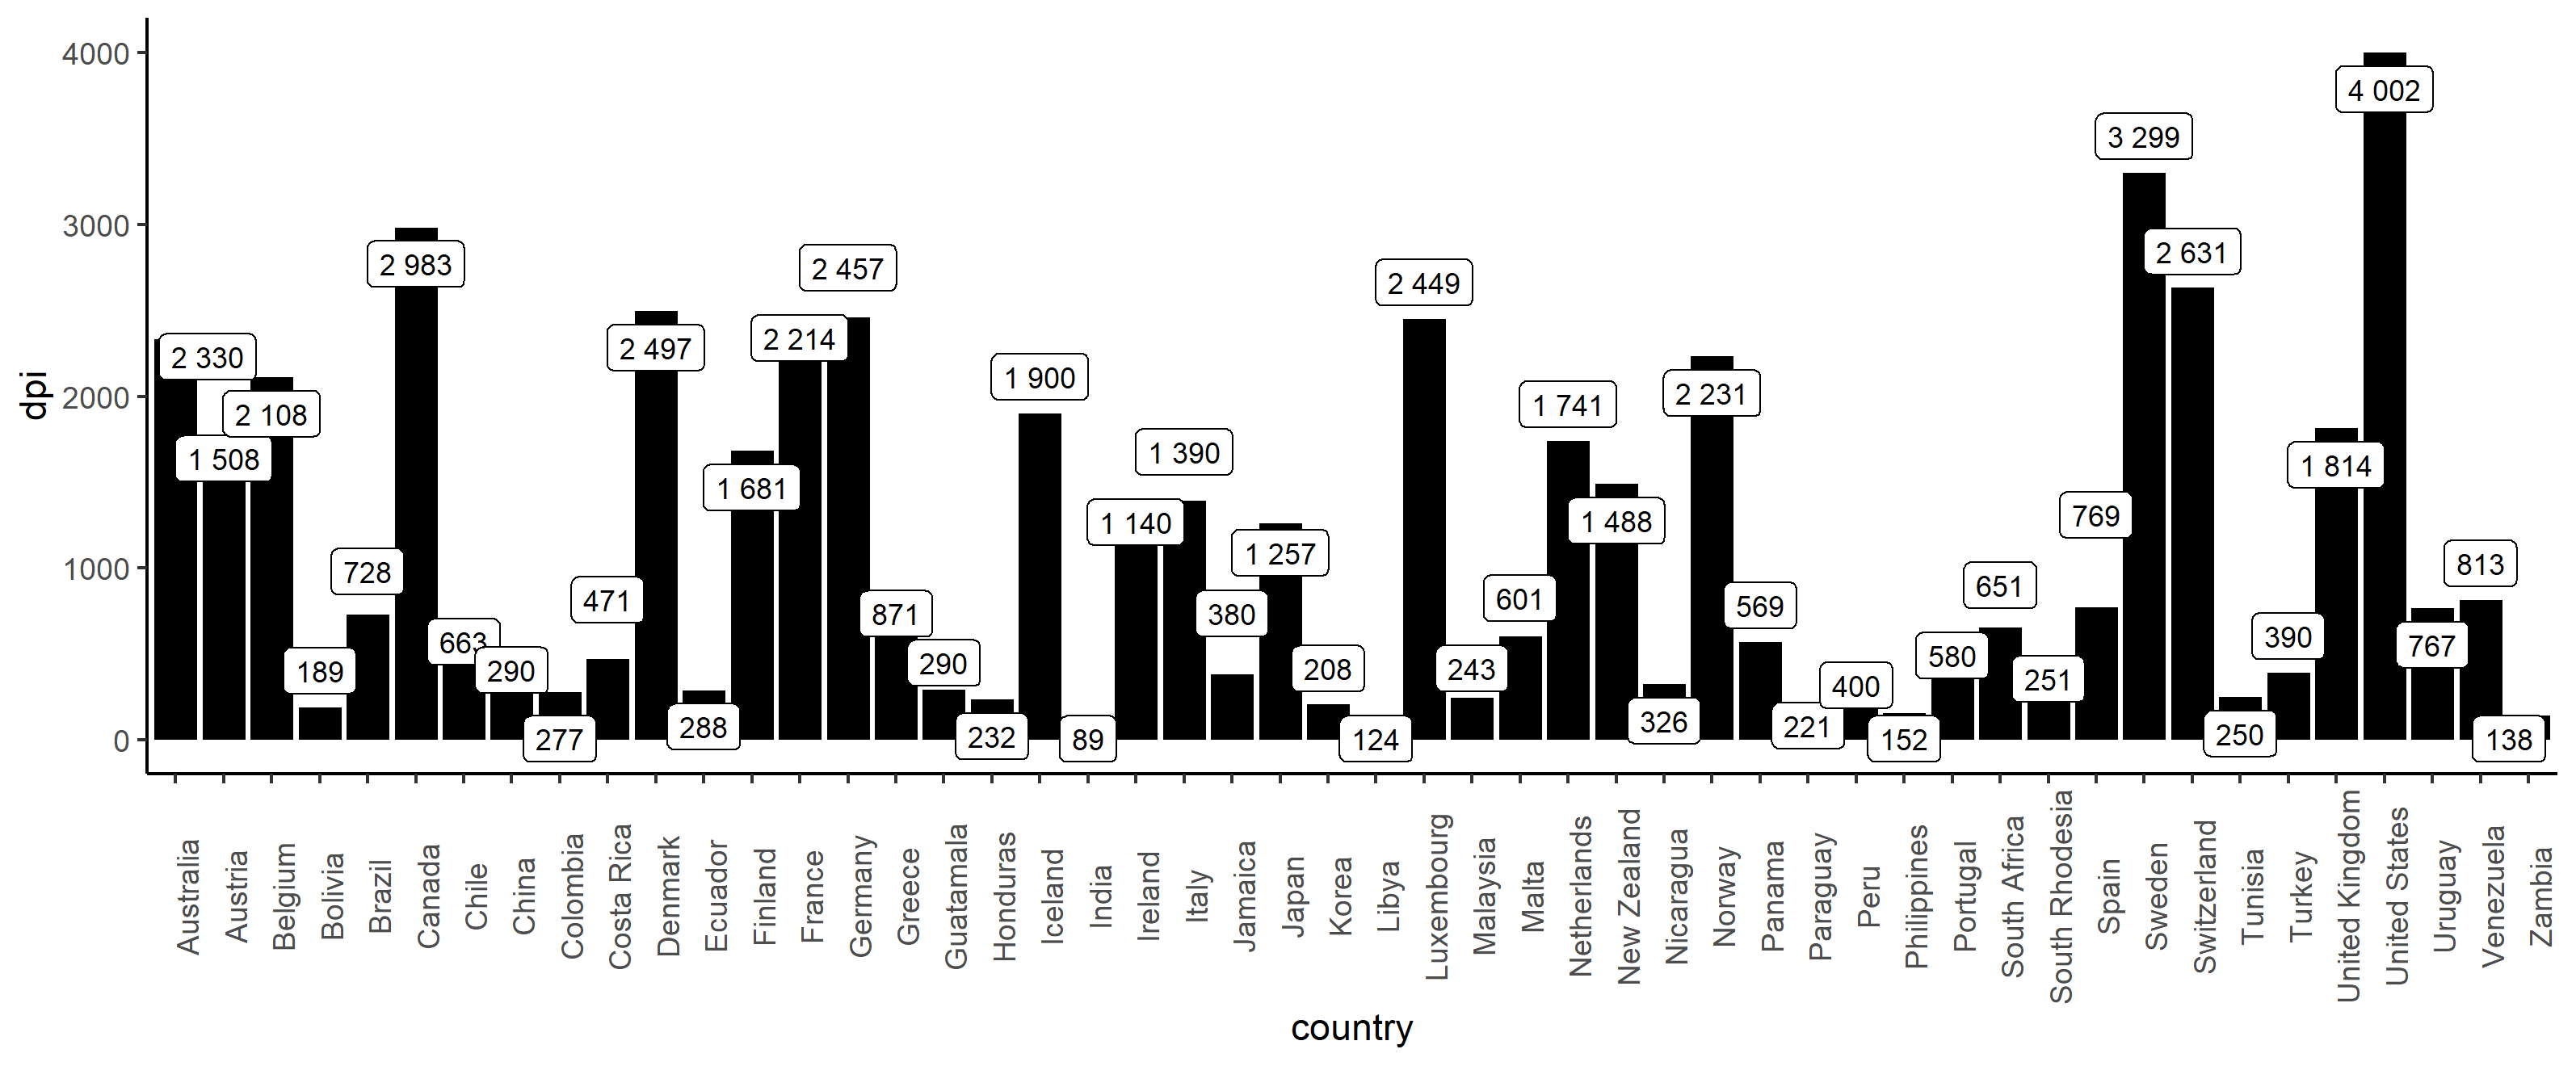 4000
3000
2000
1000
0
dpi
2 330
1 508
2 108
189
728
2 983
663
290
277
471
2 497
288
1 681
2 214
2 457
871
290
232
1 900
89
1 140
1 390
380
1 257
208
124
2 449
243
601
1 741
1 488
326
2 231
569
221
400
152
580
651
251
769
3 299
2 631
250
390
1 814
4 002
767
813
138
Australia
Austria
Belgium
Bolivia
Brazil
Canada
Chile
China
Colombia
Costa Rica
Denmark
Ecuador
Finland
France
Germany
Greece
Guatamala
Honduras
Iceland
India
Ireland
Italy
Jamaica
Japan
Korea
Libya
Luxembourg
Malaysia
Malta
Netherlands
New Zealand
Nicaragua
Norway
Panama
Paraguay
Peru
Philippines
Portugal
South Africa
South Rhodesia
Spain
Sweden
Switzerland
Tunisia
Turkey
United Kingdom
United States
Uruguay
Venezuela
Zambia
country